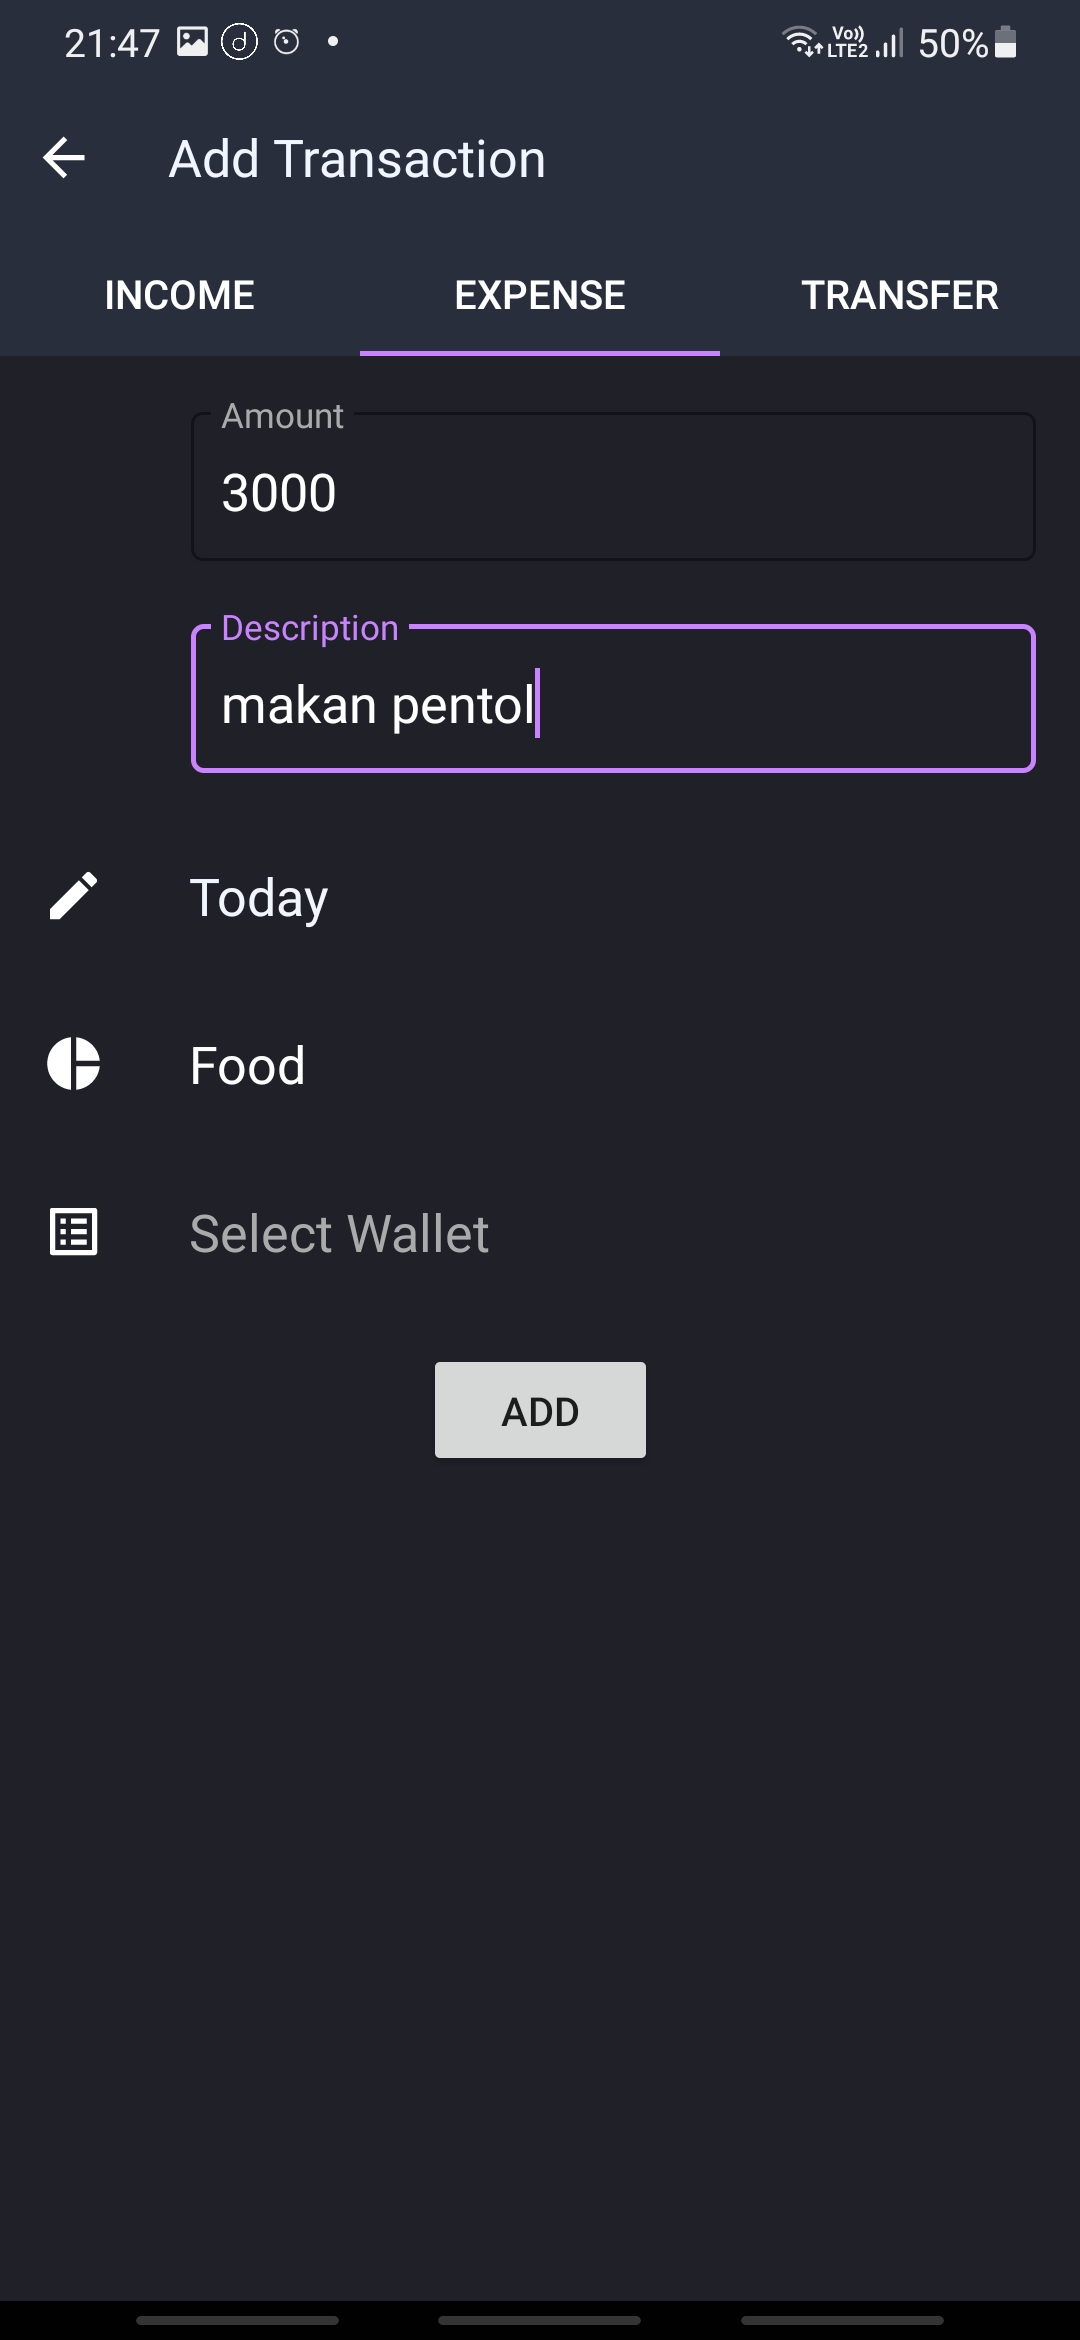 21:47 Vo)) LTE2 50%
Add Transaction
INCOME EXPENSE TRANSFER
Amount
3000
Description
makan pentol
Today
Food
Select Wallet
ADD